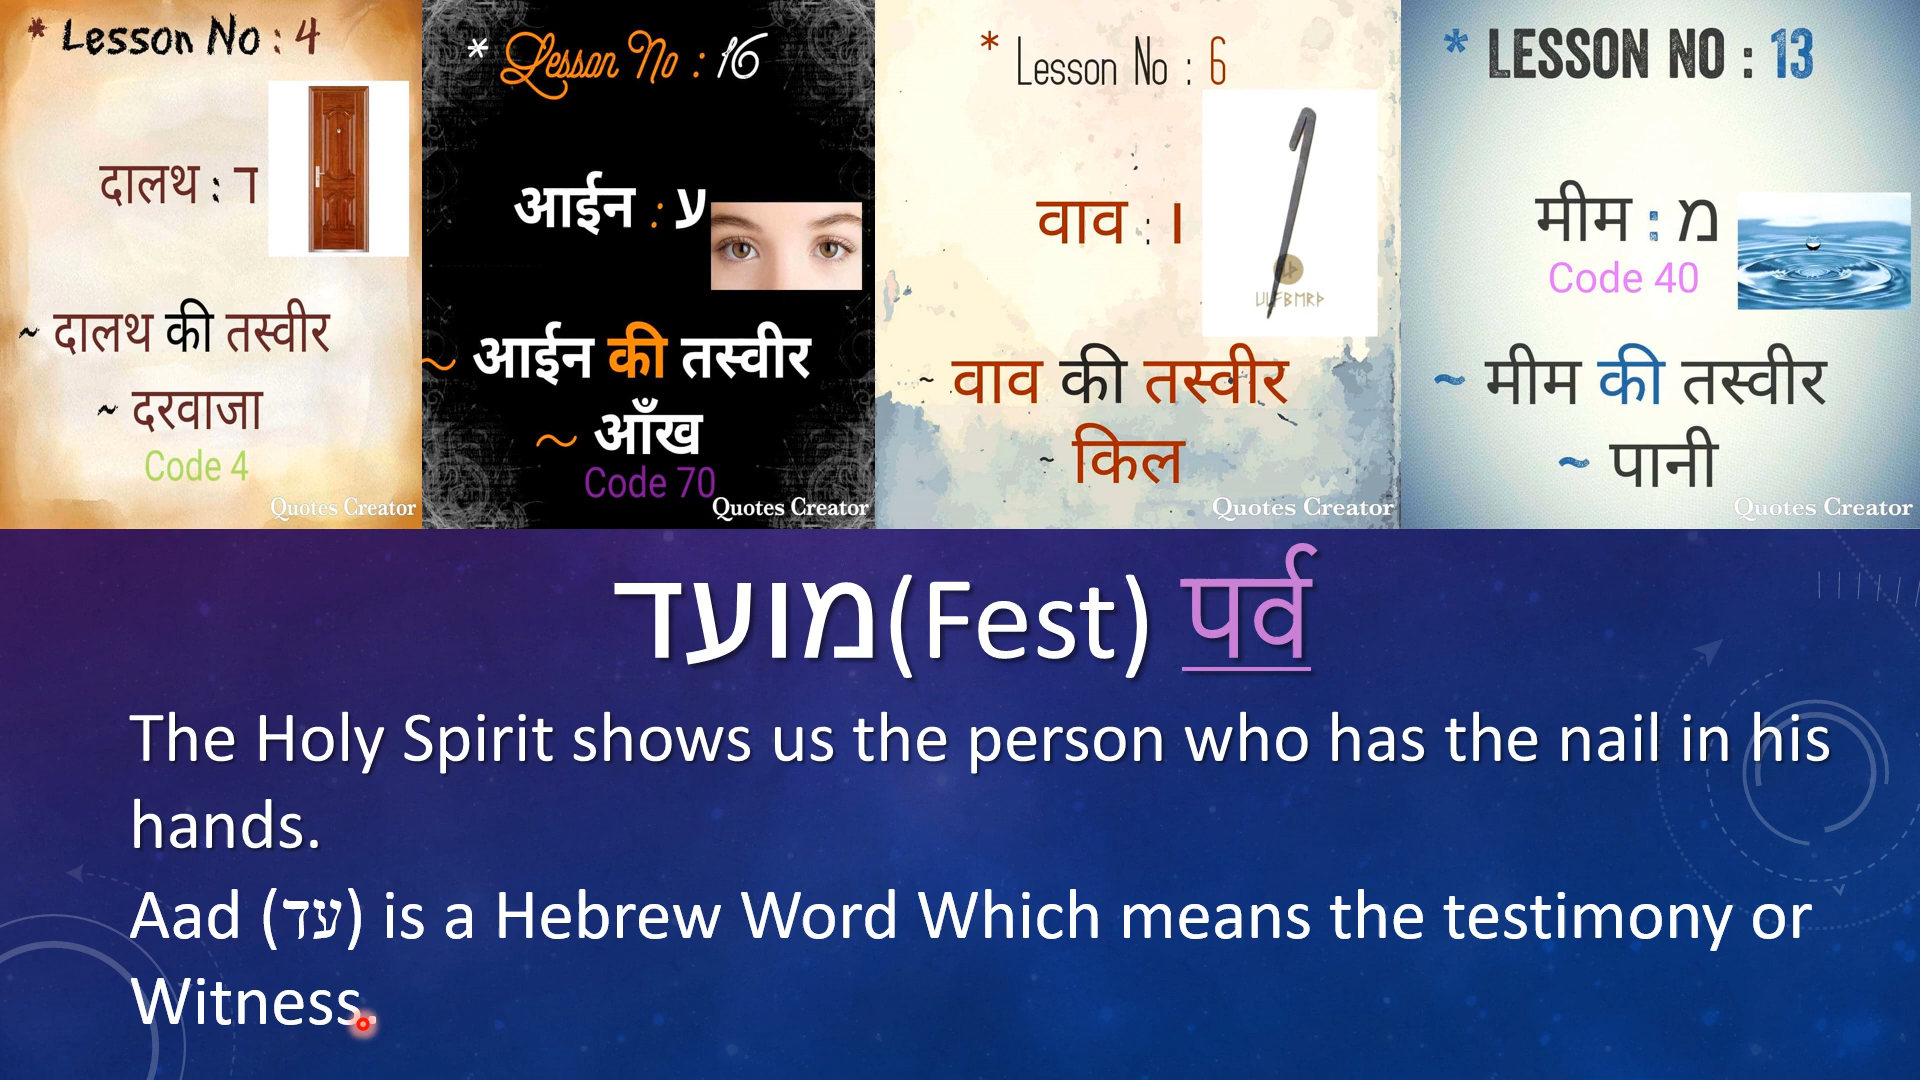 * Lesson No : 4
दालथ : ד
~ दालथ की तस्वीर
~ दरवाजा
Code 4
Quotes Creator
* Lesson No : 16
आईन : ע
~ आईन की तस्वीर
~ आँख
Code 70
Quotes Creator
* Lesson No : 6
वाव : ו
~ वाव की तस्वीर
~ किल
Quotes Creator
* LESSON NO : 13
मीम : מ
Code 40
~ मीम की तस्वीर
~ पानी
Quotes Creator
מועד(Fest) पर्व
The Holy Spirit shows us the person who has the nail in his
hands.
Aad (עד) is a Hebrew Word Which means the testimony or
Witness.